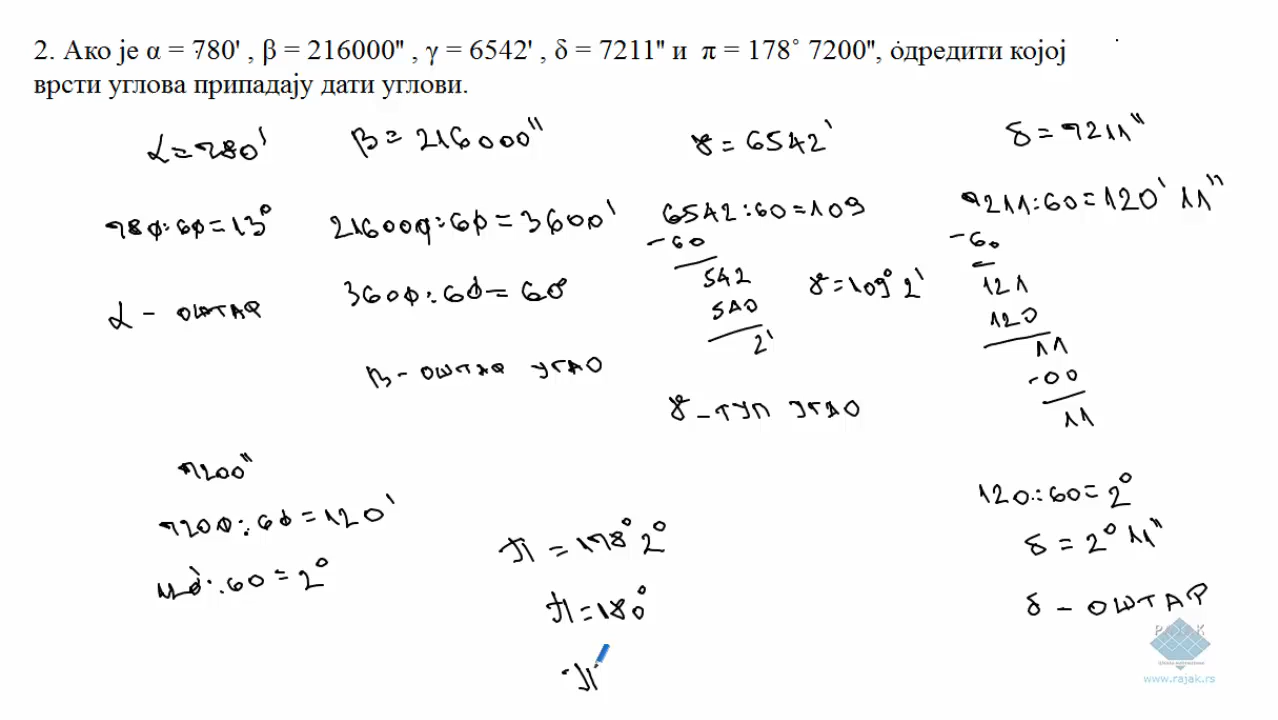 2. Ако је α = 780' , β = 216000" , γ = 6542' , δ = 7211" и π = 178˚ 7200", одредити којој
врсти углова припадају дати углови.
α=780'
780:60=13°
α - ОШТАР
β=216000"
216000:60=3600'
3600:60=60°
β - ОШТАР УГАО
γ=6542'
6542:60=109
-60
542
540
2'
γ=109°2'
γ - ТУП УГАО
δ=7211"
7211:60=120' 11"
-60
121
120
11
-00
11
120:60=2°
δ=2° 11"
δ - ОШТАР
7200"
7200:60=120'
120:60=2°
π=178° 2°
π=180°
π
РАЈАК
www.rajak.rs